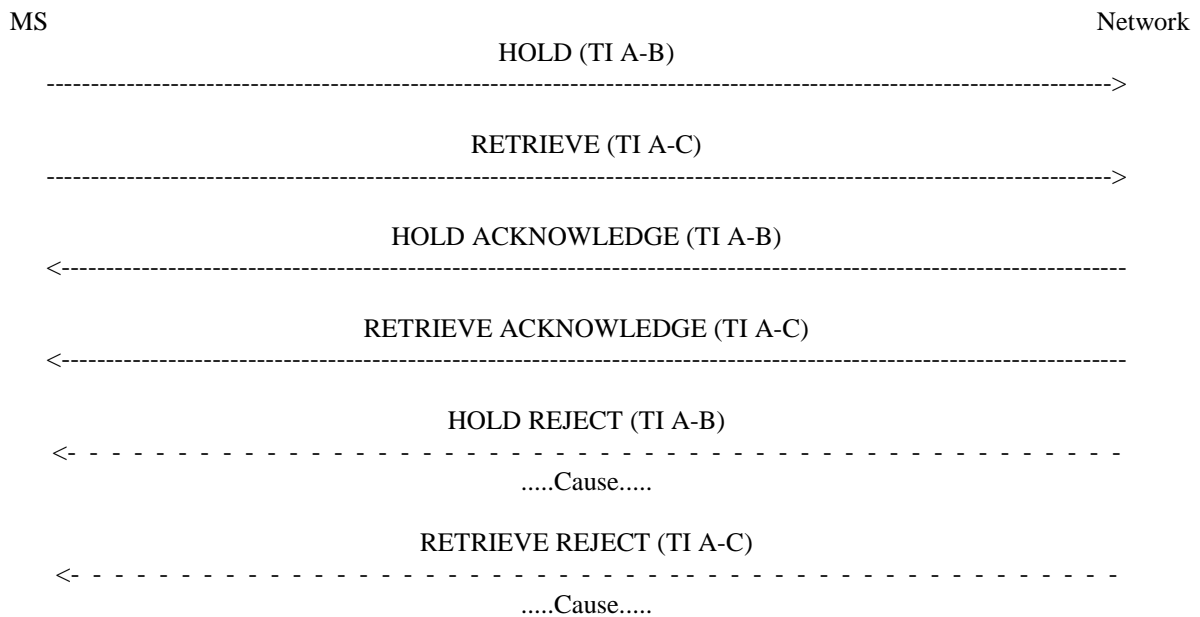 MS Network
HOLD (TI A-B)
------------------------------------------------------------------------------------------------------------------------>
RETRIEVE (TI A-C)
------------------------------------------------------------------------------------------------------------------------>
HOLD ACKNOWLEDGE (TI A-B)
<------------------------------------------------------------------------------------------------------------------------
RETRIEVE ACKNOWLEDGE (TI A-C)
<------------------------------------------------------------------------------------------------------------------------
HOLD REJECT (TI A-B)
<- - - - - - - - - - - - - - - - - - - - - - - - - - - - - - - - - - - - - - - - - - - - - - - - - - - - - - - - -
.....Cause.....
RETRIEVE REJECT (TI A-C)
<- - - - - - - - - - - - - - - - - - - - - - - - - - - - - - - - - - - - - - - - - - - - - - - - - - - - - - - - -
.....Cause.....